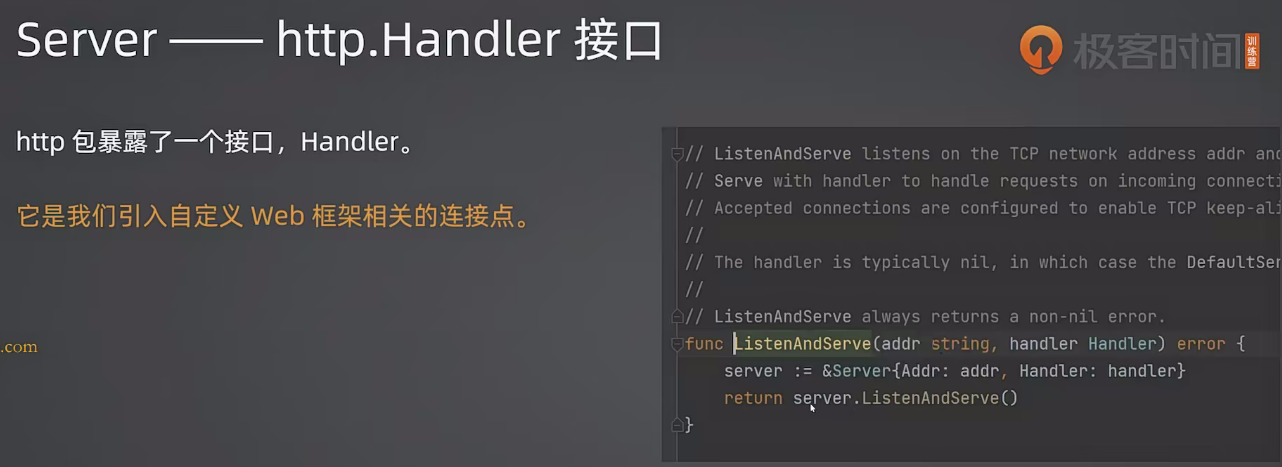 Server —— http.Handler 接口
极客时间
训练营
http 包暴露了一个接口，Handler。
它是我们引入自定义 Web 框架相关的连接点。
.com
// ListenAndServe listens on the TCP network address addr and
// Serve with handler to handle requests on incoming
// Accepted connections are configured to enable TCP
//
// The handler is typically nil, in which case the
//
// ListenAndServe always returns a non-nil error.
func ListenAndServe(addr string, handler Handler) error {
server := &Server{Addr: addr, Handler: handler}
return server.ListenAndServe()
}